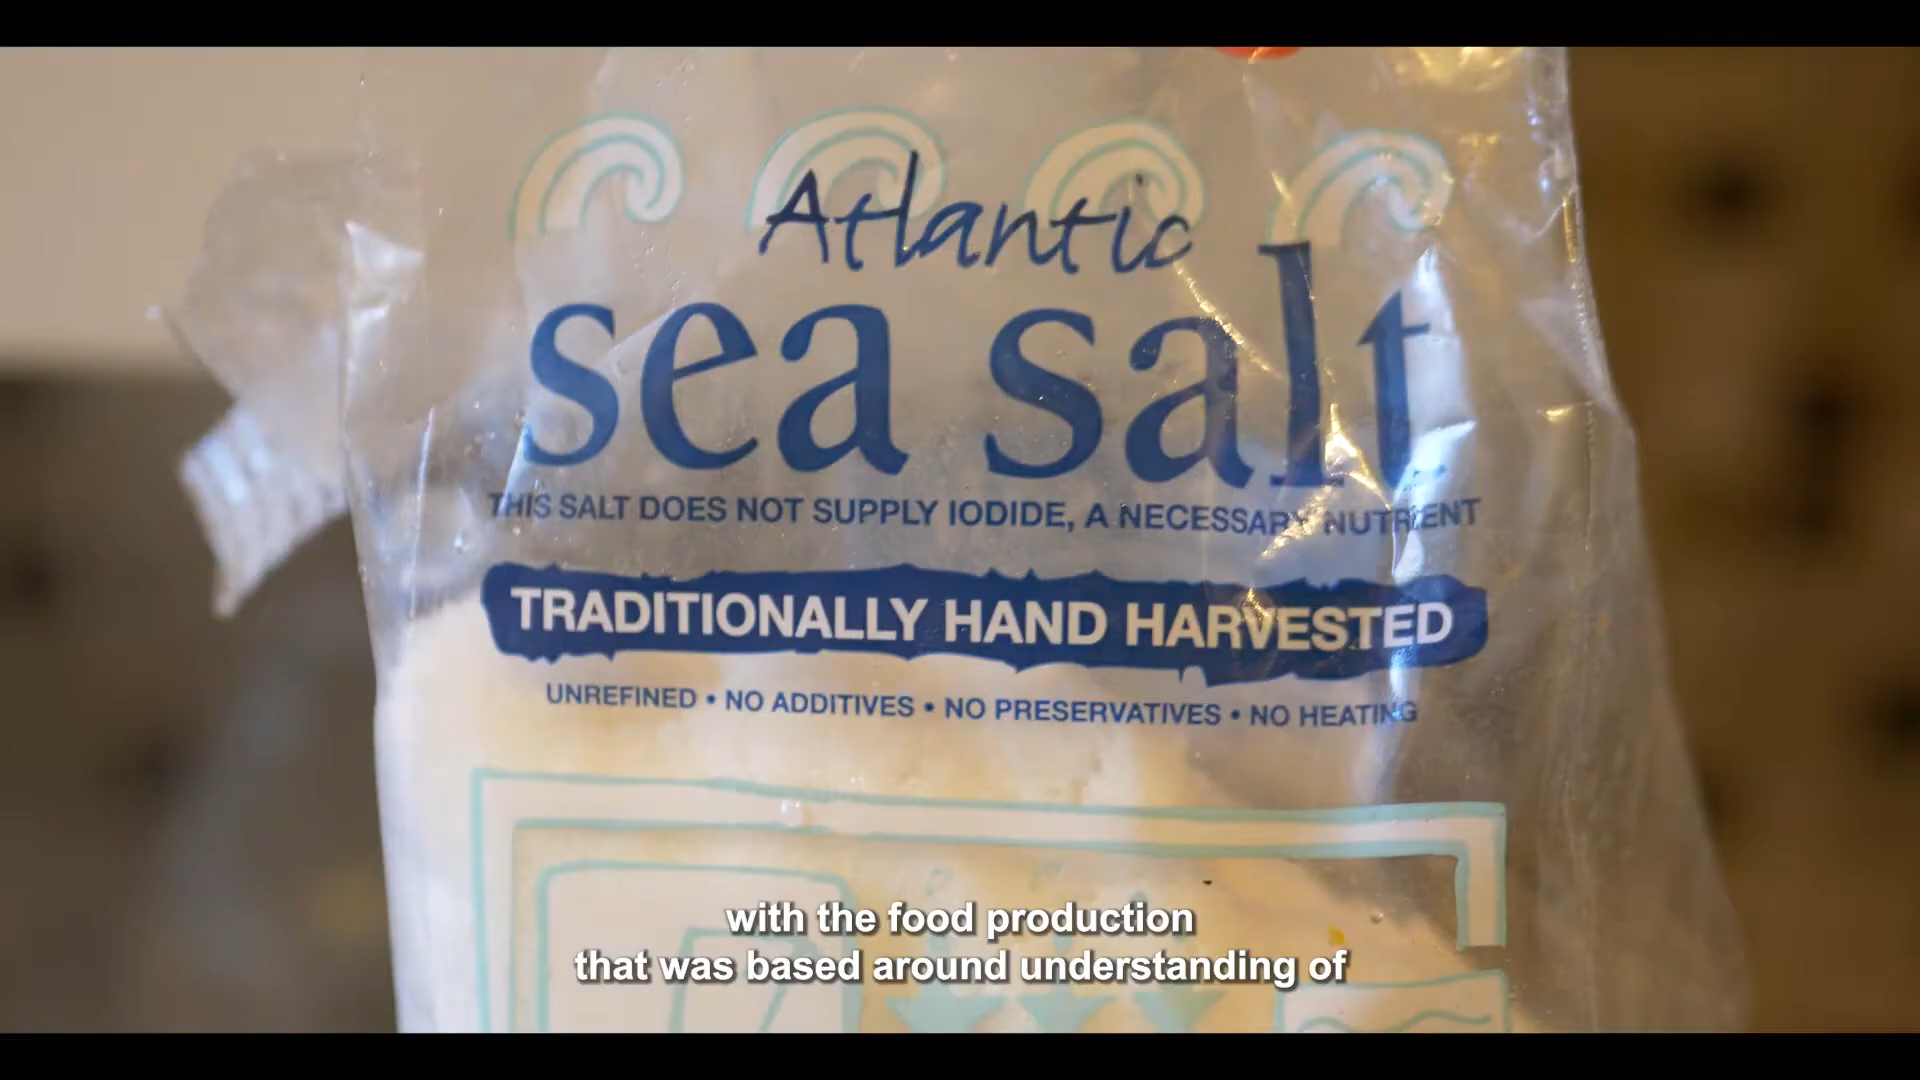 Atlantic
sea salt
THIS SALT DOES NOT SUPPLY IODIDE, A NECESSARY NUTRIENT
TRADITIONALLY HAND HARVESTED
UNREFINED • NO ADDITIVES • NO PRESERVATIVES • NO HEATING
with the food production
that was based around understanding of